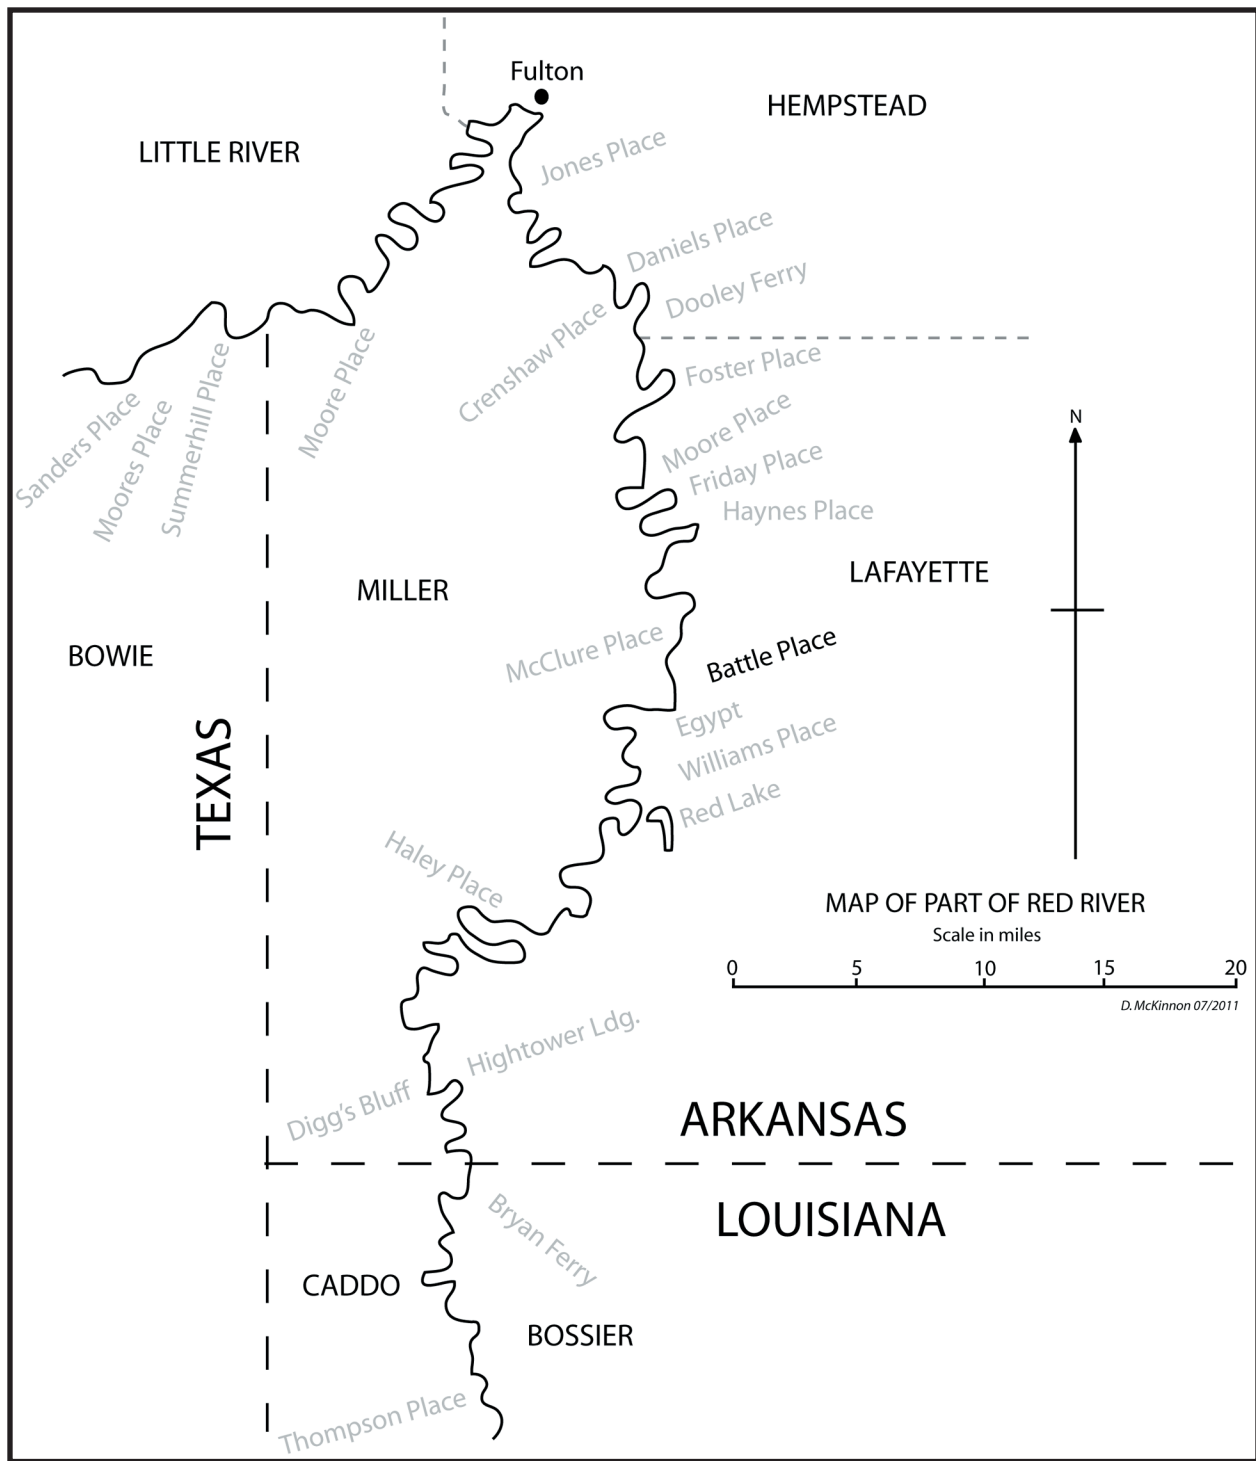 Fulton
HEMPSTEAD
LITTLE RIVER
Jones Place
Daniels Place
Dooley Ferry
Crenshaw Place
Foster Place
Moore Place
Sanders Place
Moores Place
Summerhill Place
Moore Place
Friday Place
Haynes Place
N
LAFAYETTE
MILLER
BOWIE
McClure Place
Battle Place
TEXAS
Egypt
Williams Place
Red Lake
Haley Place
MAP OF PART OF RED RIVER
Scale in miles
0 5 10 15 20
D. McKinnon 07/2011
Hightower Ldg.
Digg's Bluff
ARKANSAS
LOUISIANA
Bryan Ferry
CADDO
BOSSIER
Thompson Place